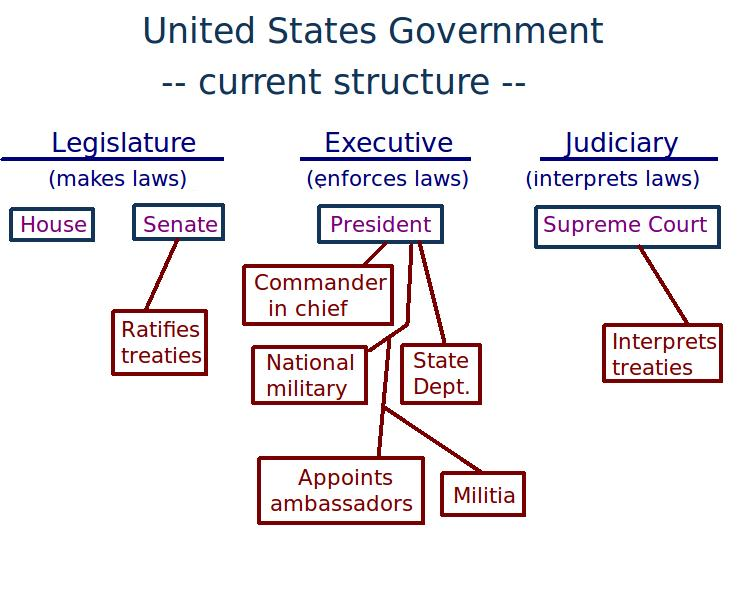 United States Government
-- current structure --
Legislature
(makes laws)
House
Senate
Ratifies
treaties
Executive
(enforces laws)
President
Commander
in chief
National
military
State
Dept.
Appoints
ambassadors
Militia
Judiciary
(interprets laws)
Supreme Court
Interprets
treaties